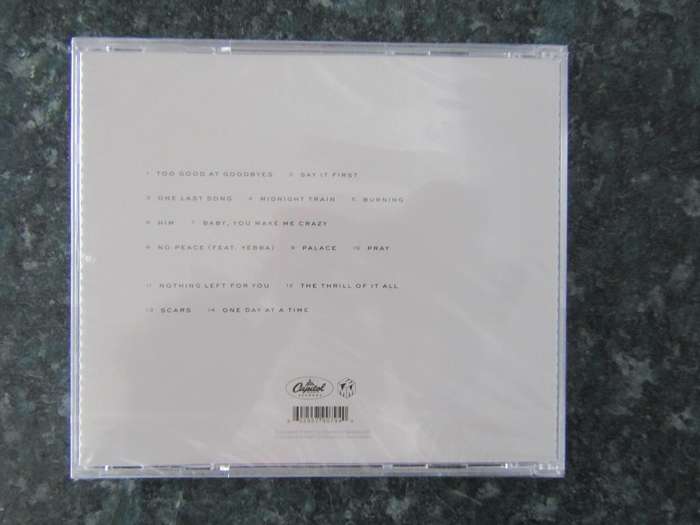 1 TOO GOOD AT GOODBYES 2 SAY IT FIRST
3 ONE LAST SONG 4 MIDNIGHT TRAIN 5 BURNING
6 HIM 7 BABY, YOU MAKE ME CRAZY
8 NO PEACE (FEAT. YEBBA) 9 PALACE 10 PRAY
11 NOTHING LEFT FOR YOU 12 THE THRILL OF IT ALL
13 SCARS 14 ONE DAY AT A TIME
Capitol
RECORDS